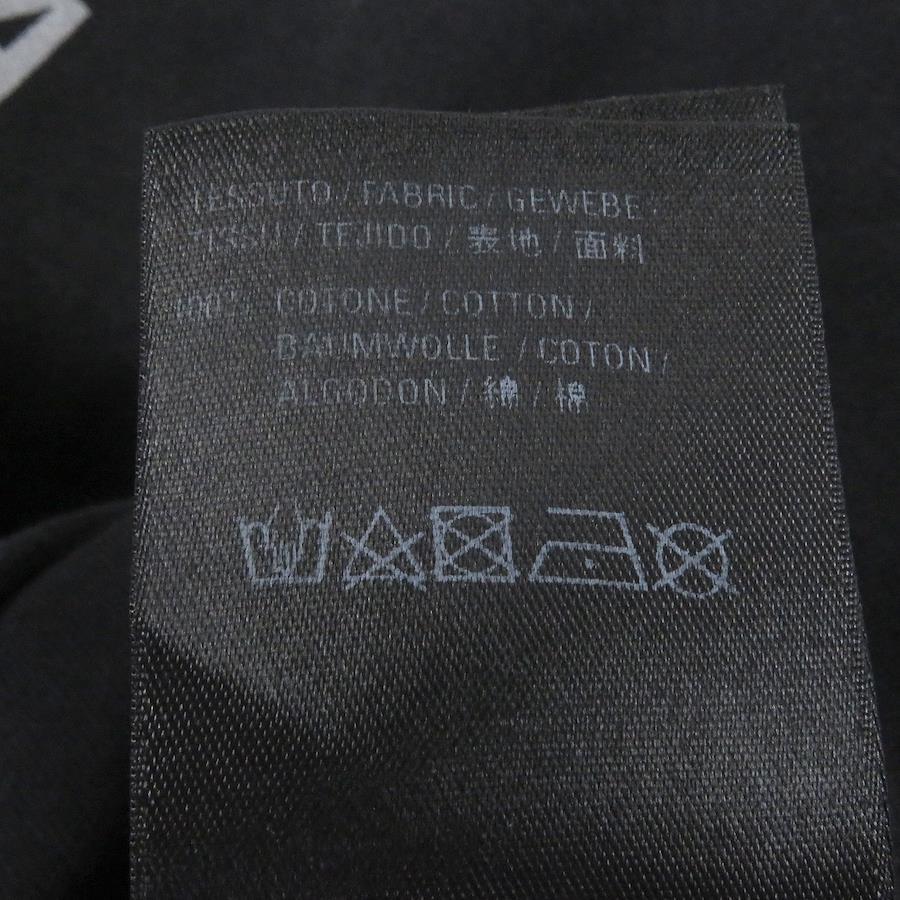 TESSUTO / FABRIC / GEWEBE /
TISSU / TEJIDO / 表地 / 面料
100% COTONE / COTTON /
BAUMWOLLE / COTON /
ALGODON / 綿 / 棉